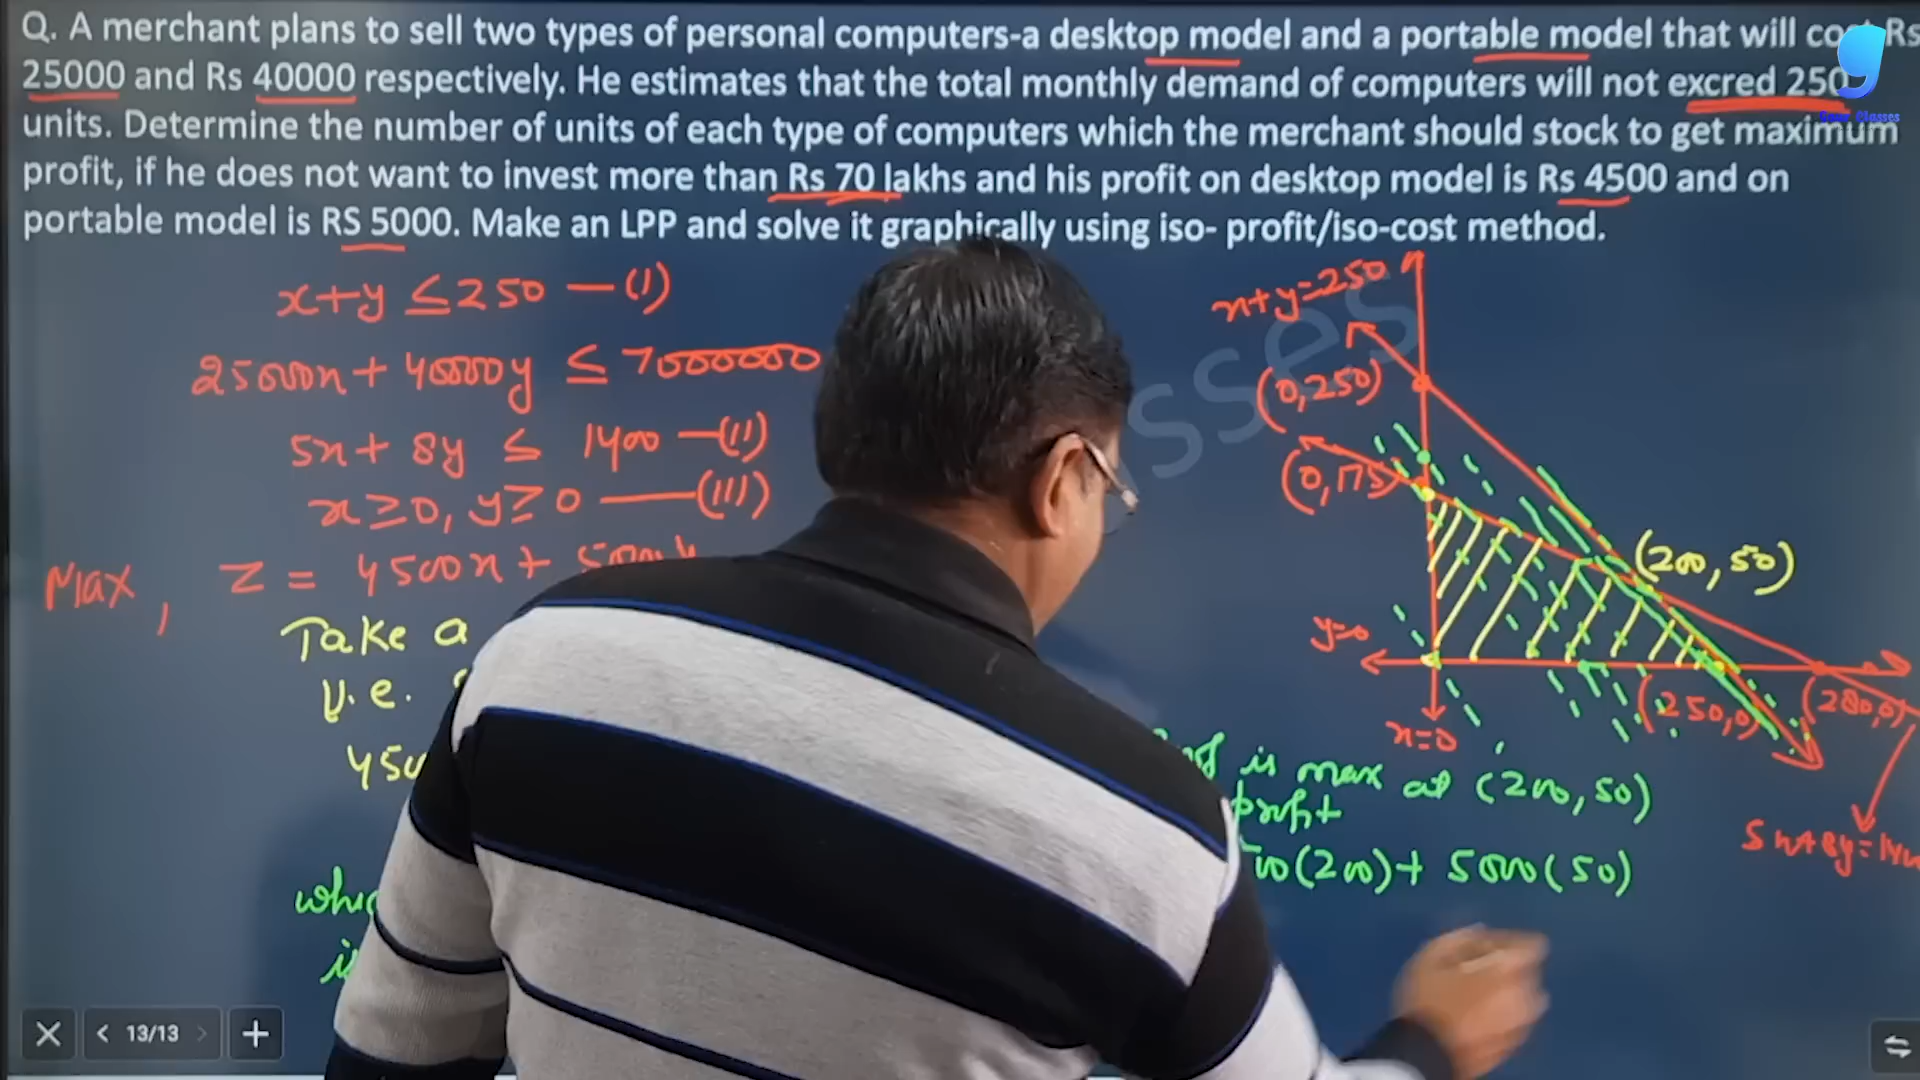 Q. A merchant plans to sell two types of personal computers-a desktop model and a portable model that will Rs
25000 and Rs 40000 respectively. He estimates that the total monthly demand of computers will not excred 250
units. Determine the number of units of each type of computers which the merchant should stock to get maximum
profit, if he does not want to invest more than Rs 70 lakhs and his profit on desktop model is Rs 4500 and on
portable model is RS 5000. Make an LPP and solve it graphically using iso- profit/iso-cost method.
x+y ≤ 250 — (I)
25000x + 40000y ≤ 7000000
5x + 8y ≤ 1400 — (II)
x ≥ 0, y ≥ 0 — (III)
Max, Z = 4500x +
Take a
i.e.
x+y=250
(0,250)
(0,175)
(200,50)
y=0
(250,0)
(280,0)
x=0
is max at (200,50)
profit
(200) + 5000(50)
5x+8y=
sses
Classes
13/13